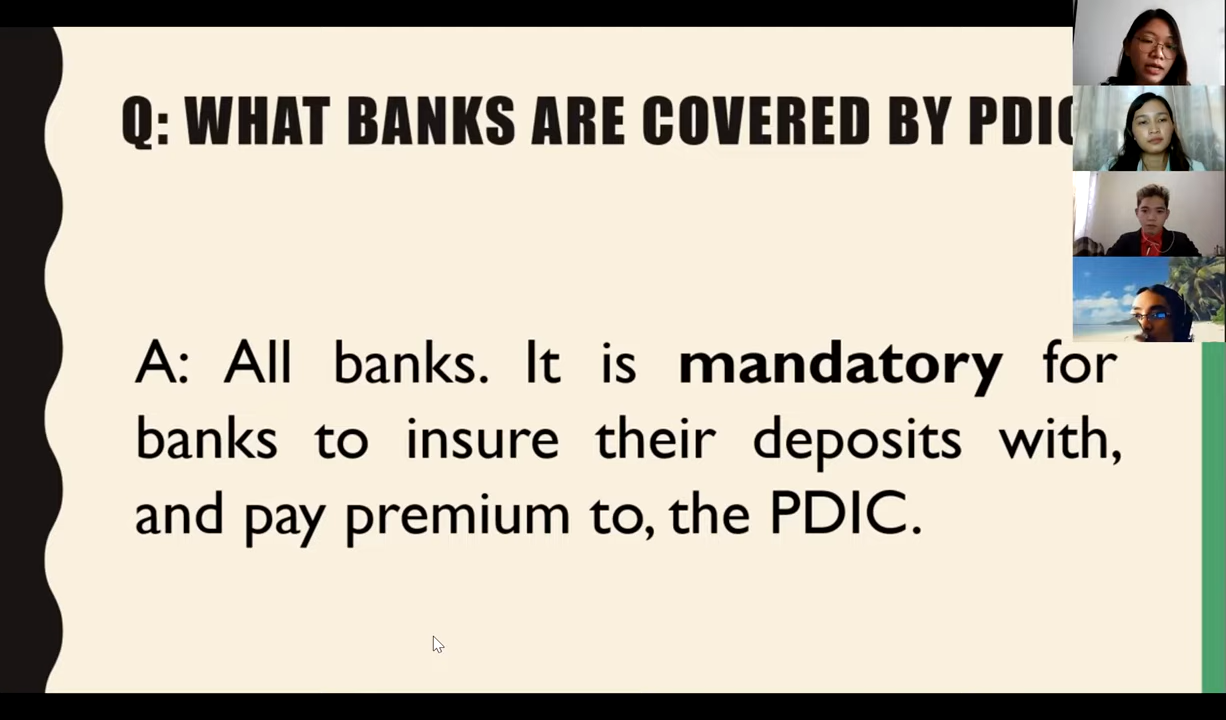 Q: WHAT BANKS ARE COVERED BY PDIC
A: All banks. It is mandatory for
banks to insure their deposits with,
and pay premium to, the PDIC.